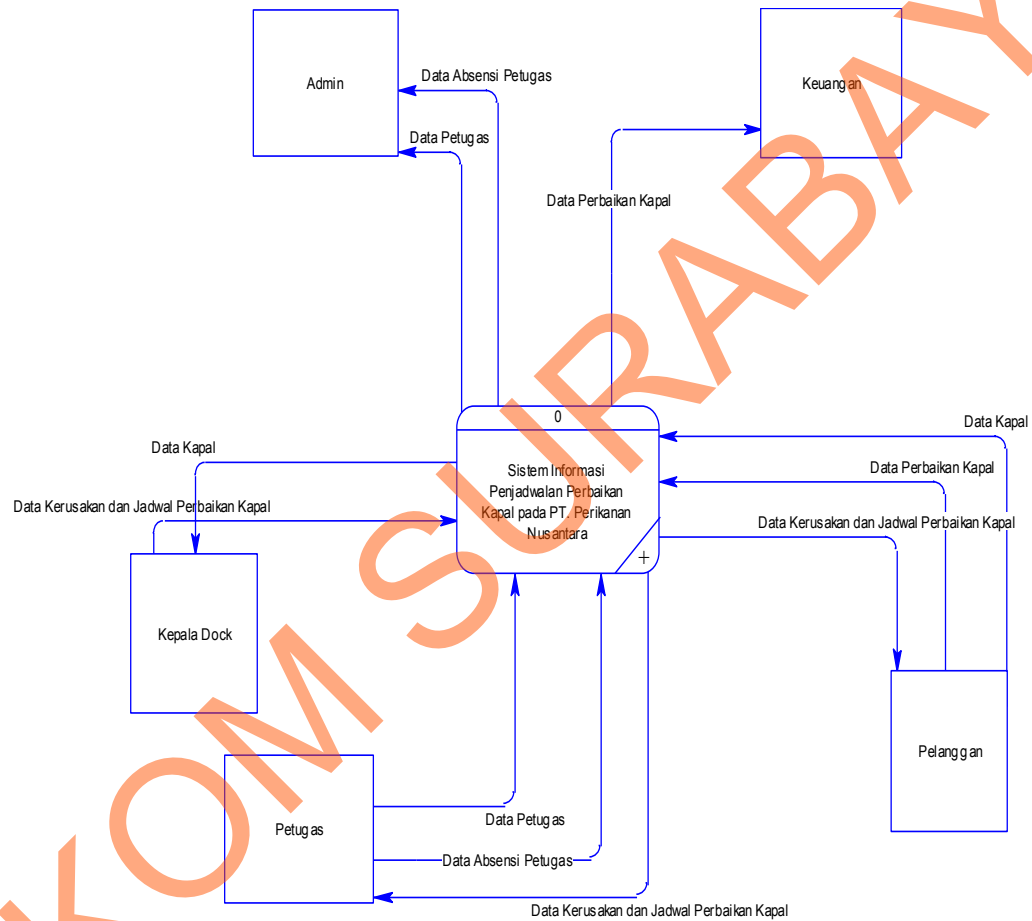 Admin
Keuangan
Data Absensi Petugas
Data Petugas
Data Perbaikan Kapal
0
Sistem Informasi
Penjadwalan Perbaikan
Kapal pada PT. Perikanan
Nusantara
+
Data Kapal
Data Kerusakan dan Jadwal Perbaikan Kapal
Kepala Dock
Data Kapal
Data Perbaikan Kapal
Data Kerusakan dan Jadwal Perbaikan Kapal
Pelanggan
Petugas
Data Petugas
Data Absensi Petugas
Data Kerusakan dan Jadwal Perbaikan Kapal
KOM SURABAY